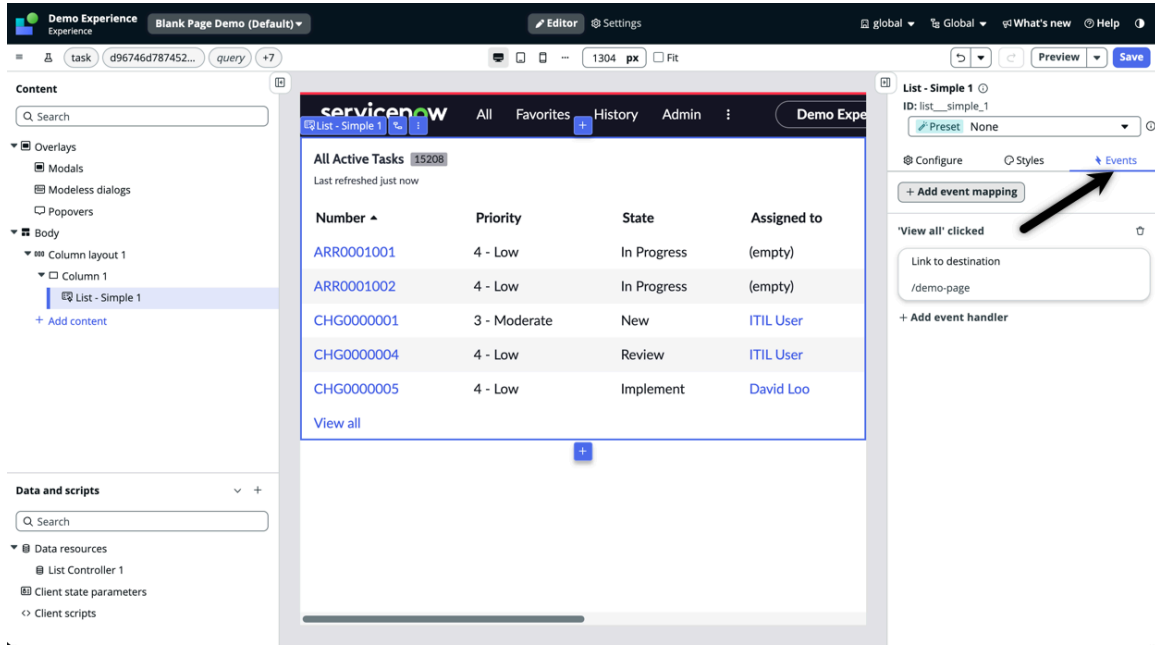 Demo Experience
Experience
Blank Page Demo (Default)
Editor
Settings
global
Global
What's new
Help
task
d96746d787452...
query
+7
1304 px
Fit
Preview
Save
Content
Search
Overlays
Modals
Modeless dialogs
Popovers
Body
Column layout 1
Column 1
List - Simple 1
+ Add content
Data and scripts
Search
Data resources
List Controller 1
Client state parameters
Client scripts
servicenow
All
Favorites
History
Admin
Demo Expe
List - Simple 1
All Active Tasks 15208
Last refreshed just now
Number Priority State Assigned to
ARR0001001 4 - Low In Progress (empty)
ARR0001002 4 - Low In Progress (empty)
CHG0000001 3 - Moderate New ITIL User
CHG0000004 4 - Low Review ITIL User
CHG0000005 4 - Low Implement David Loo
View all
List - Simple 1
ID: list__simple_1
Preset None
Configure
Styles
Events
+ Add event mapping
'View all' clicked
Link to destination
/demo-page
+ Add event handler